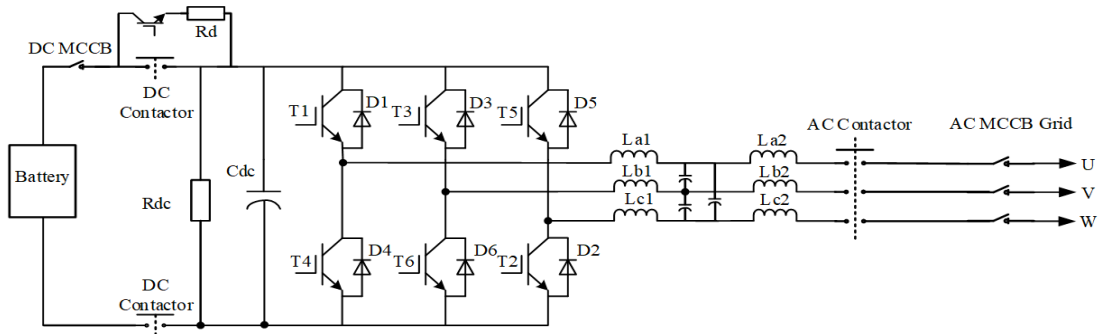 Rd
DC MCCB
DC
Contactor
T1
D1
T3
D3
T5
D5
AC Contactor
AC MCCB Grid
La1
La2
U
Battery
Rdc
Cdc
Lb1
Lb2
V
Lc1
Lc2
W
T4
D4
T6
D6
T2
D2
DC
Contactor